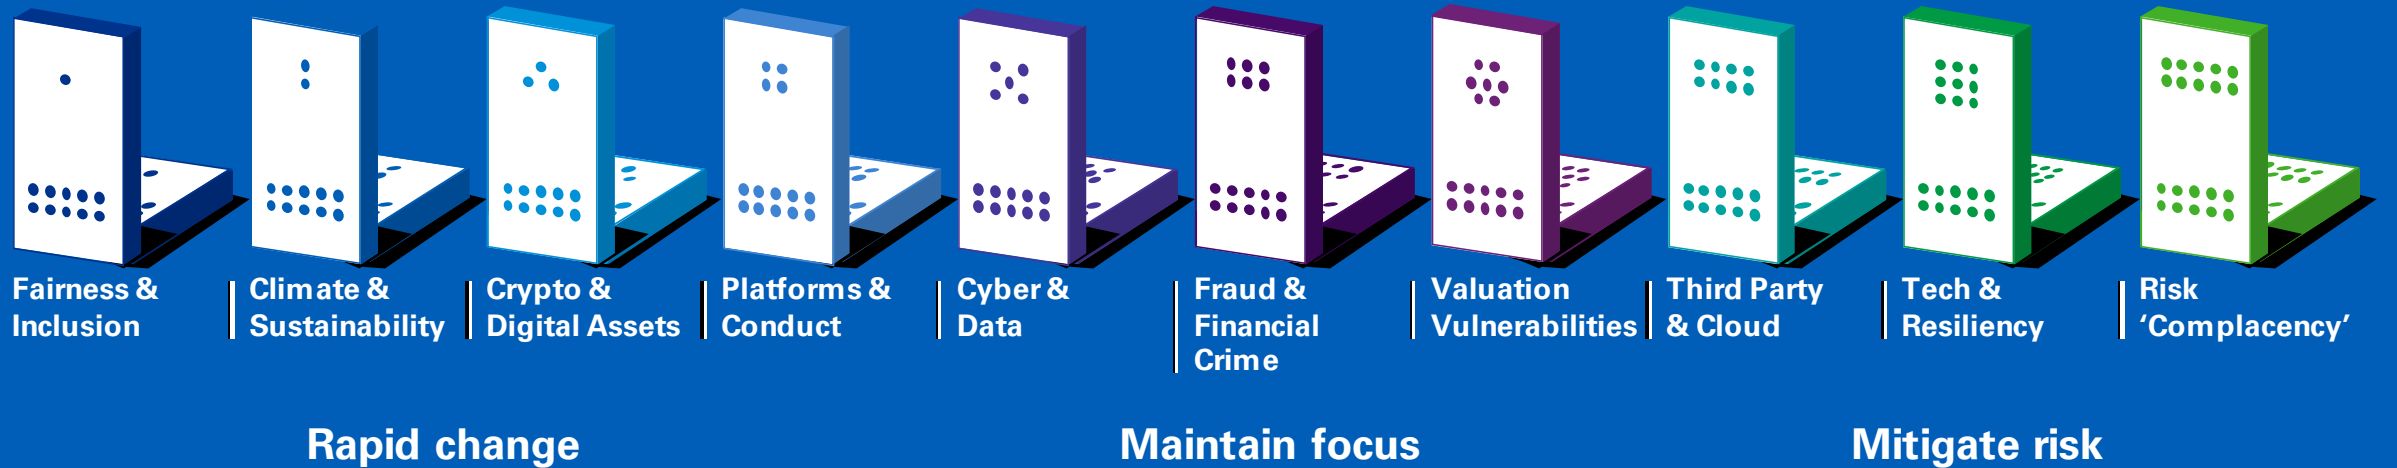 Fairness &
Inclusion
Climate &
Sustainability
Crypto &
Digital Assets
Platforms &
Conduct
Cyber &
Data
Fraud &
Financial
Crime
Valuation
Vulnerabilities
Third Party
& Cloud
Tech &
Resiliency
Risk
‘Complacency’
Rapid change
Maintain focus
Mitigate risk